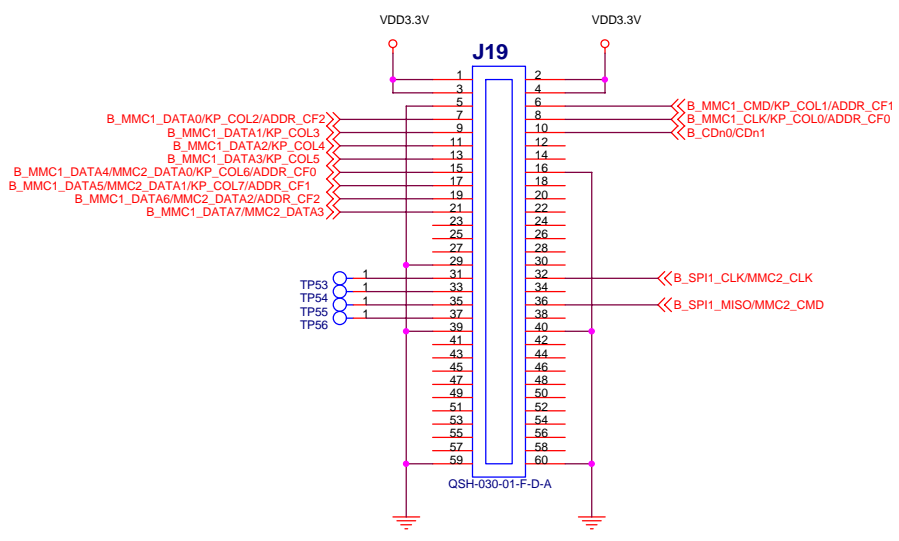 VDD3.3V VDD3.3V
J19
1 2
3 4
5 6 B_MMC1_CMD/KP_COL1/ADDR_CF1
B_MMC1_DATA0/KP_COL2/ADDR_CF2 7 8 B_MMC1_CLK/KP_COL0/ADDR_CF0
B_MMC1_DATA1/KP_COL3 9 10 B_CDn0/CDn1
B_MMC1_DATA2/KP_COL4 11 12
B_MMC1_DATA3/KP_COL5 13 14
B_MMC1_DATA4/MMC2_DATA0/KP_COL6/ADDR_CF0 15 16
B_MMC1_DATA5/MMC2_DATA1/KP_COL7/ADDR_CF1 17 18
B_MMC1_DATA6/MMC2_DATA2/ADDR_CF2 19 20
B_MMC1_DATA7/MMC2_DATA3 21 22
23 24
25 26
27 28
29 30
TP53 1 31 32 B_SPI1_CLK/MMC2_CLK
TP54 1 33 34
TP55 1 35 36 B_SPI1_MISO/MMC2_CMD
TP56 1 37 38
39 40
41 42
43 44
45 46
47 48
49 50
51 52
53 54
55 56
57 58
59 60
QSH-030-01-F-D-A